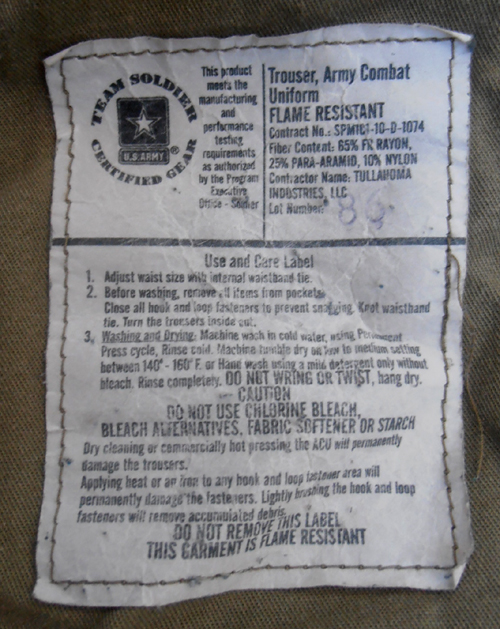 TEAM SOLDIER
U.S. ARMY
®
CERTIFIED GEAR
This product
meets the
manufacturing
and
performance
testing
requirements
as authorized
by the Program
Executive
Office - Soldier
Trouser, Army Combat
Uniform
FLAME RESISTANT
Contract No.: SPM1C1-10-D-1074
Fiber Content: 65% FR RAYON,
25% PARA-ARAMID, 10% NYLON
Contractor Name: TULLAHOMA
INDUSTRIES, LLC
Lot Number:
Use and Care Label
1. Adjust waist size with internal waistband tie.
2. Before washing, remove all items from pockets.
Close all hook and loop fasteners to prevent snagging. Knot waistband
tie. Turn the trousers inside out.
3. Washing and Drying: Machine wash in cold water, using Permanent
Press cycle, Rinse cold. Machine tumble dry on low to medium setting
between 140° - 160° F. or Hand wash using a mild detergent only without
bleach. Rinse completely. DO NOT WRING OR TWIST, hang dry.
CAUTION
DO NOT USE CHLORINE BLEACH,
BLEACH ALTERNATIVES, FABRIC SOFTENER OR STARCH
Dry cleaning or commercially hot pressing the ACU will permanently
damage the trousers.
Applying heat or an iron to any hook and loop fastener area will
permanently damage the fasteners. Lightly brushing the hook and loop
fasteners will remove accumulated debris.
DO NOT REMOVE THIS LABEL
THIS GARMENT IS FLAME RESISTANT